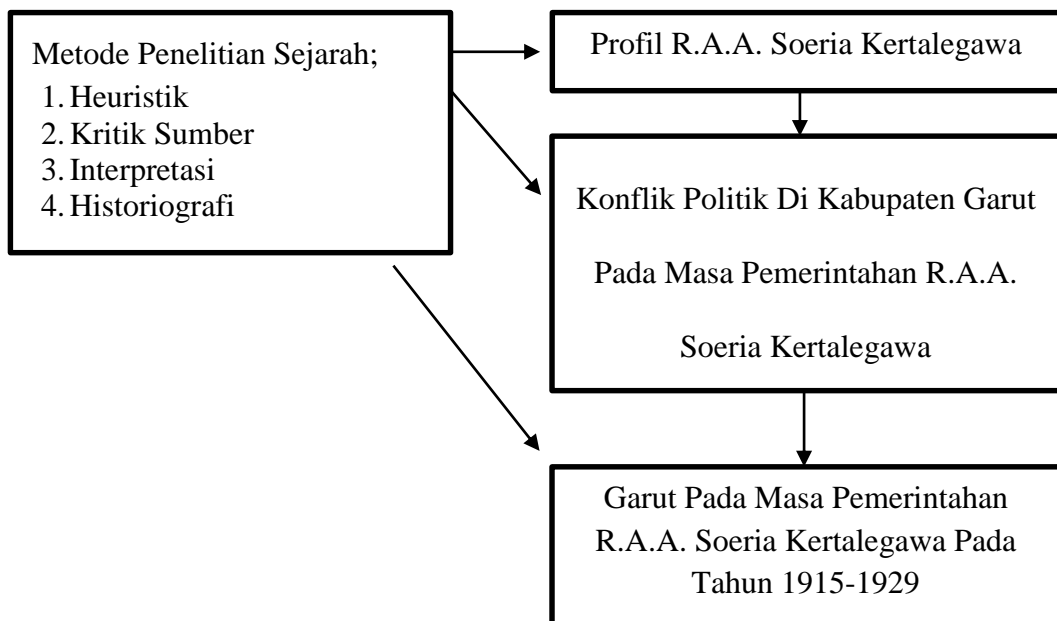 Metode Penelitian Sejarah;
1. Heuristik
2. Kritik Sumber
3. Interpretasi
4. Historiografi
Profil R.A.A. Soeria Kertalegawa
Konflik Politik Di Kabupaten Garut
Pada Masa Pemerintahan R.A.A.
Soeria Kertalegawa
Garut Pada Masa Pemerintahan
R.A.A. Soeria Kertalegawa Pada
Tahun 1915-1929